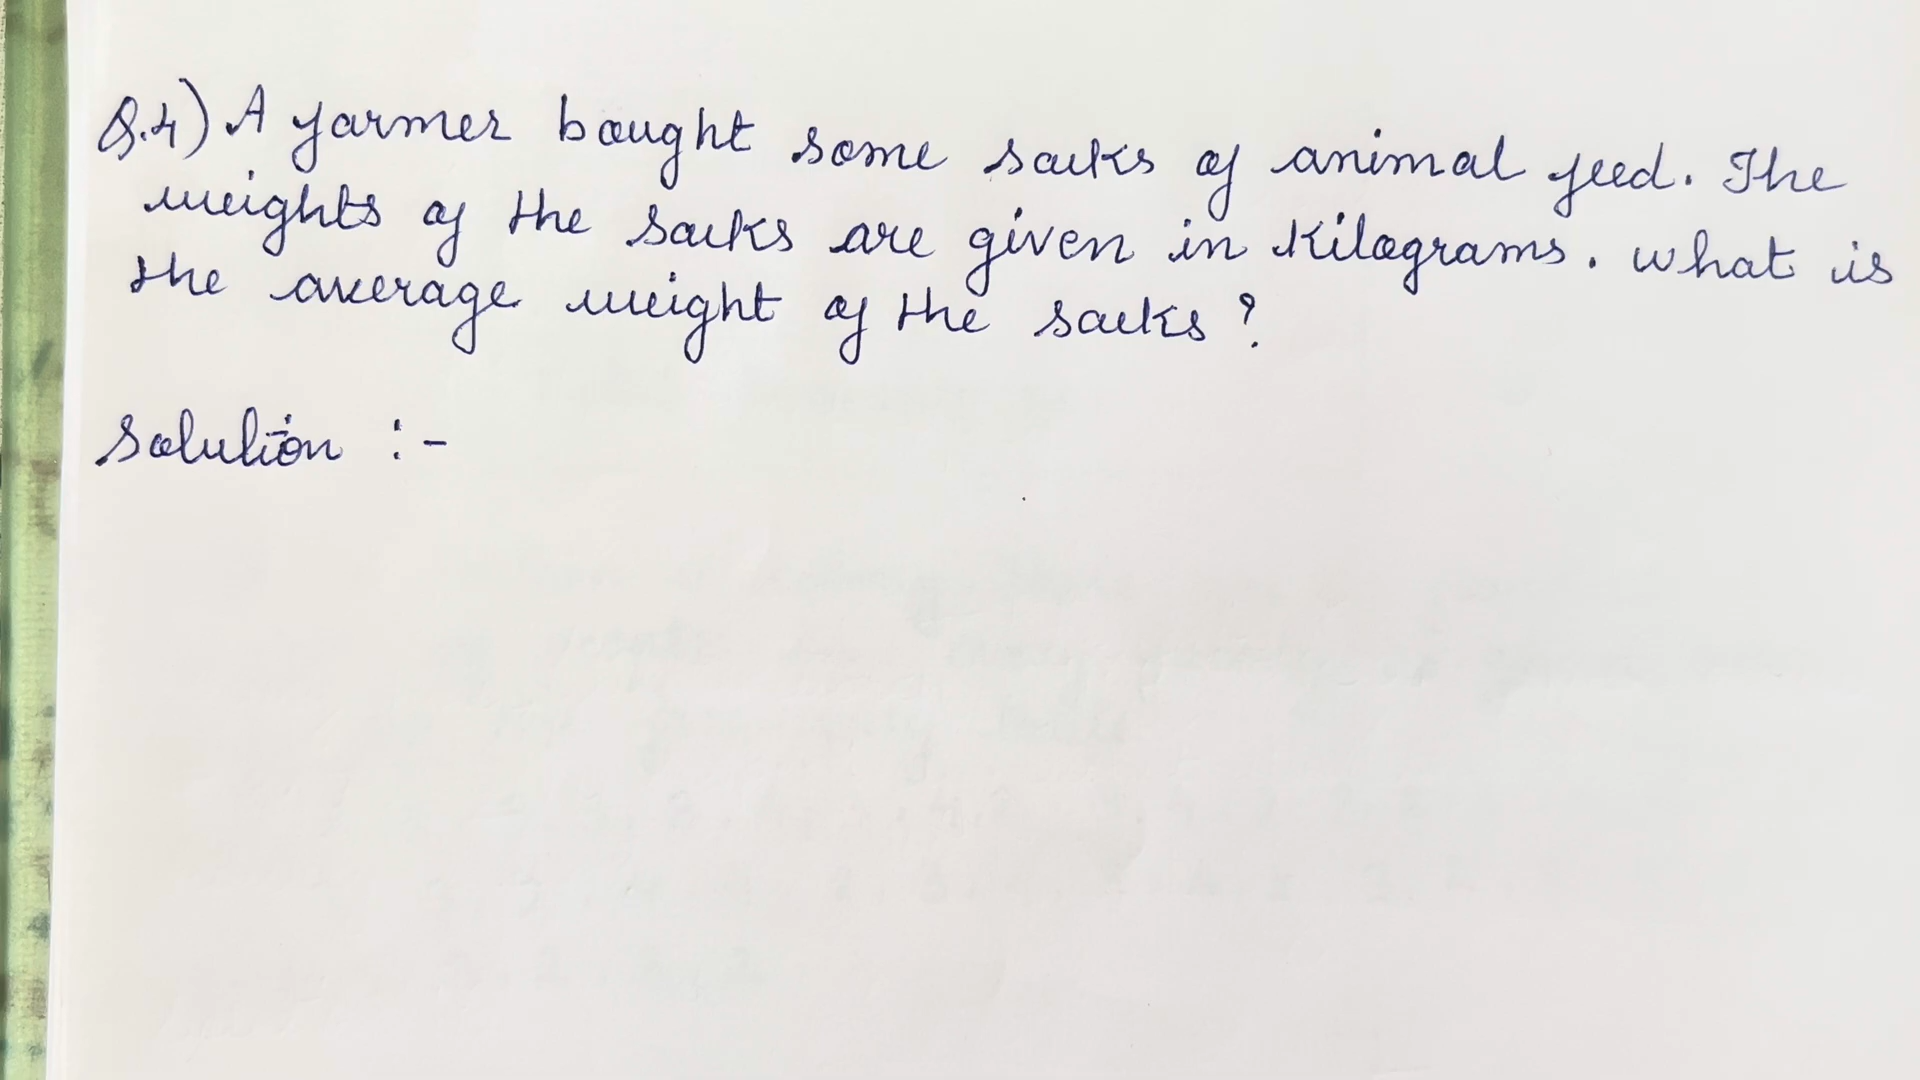 Q.4) A farmer bought some sacks of animal feed. The
weights of the sacks are given in Kilograms. what is
the average weight of the sacks ?
Solution :-